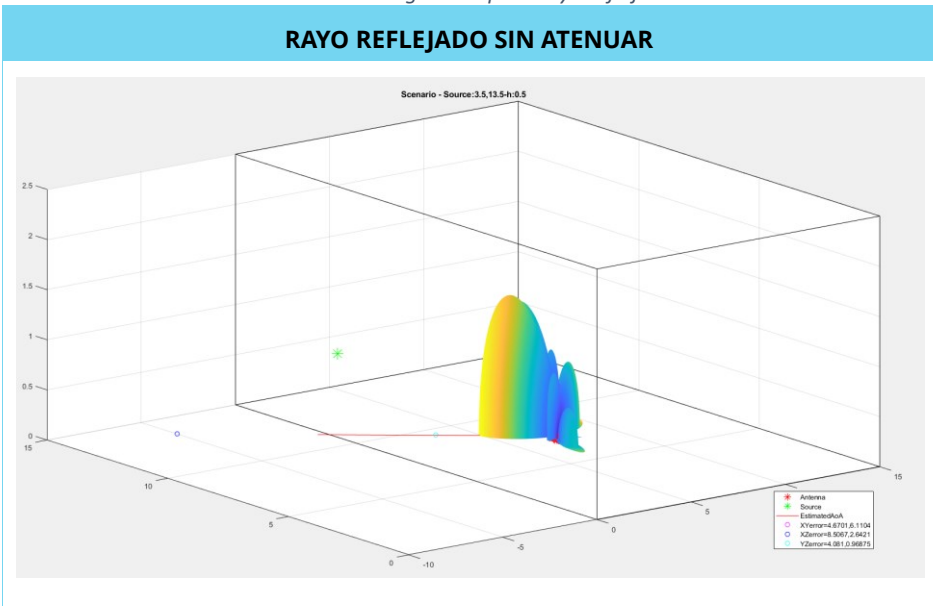 RAYO REFLEJADO SIN ATENUAR
Scenario - Source:3.5,13.5-h:0.5
2.5
2
1.5
1
0.5
0
15
10
5
0
-10
-5
0
5
15
Antenna
Source
EstimatedAoA
XYerror=4.6701,6.1104
XZerror=8.5067,2.6421
YZerror=4.081,0.96875